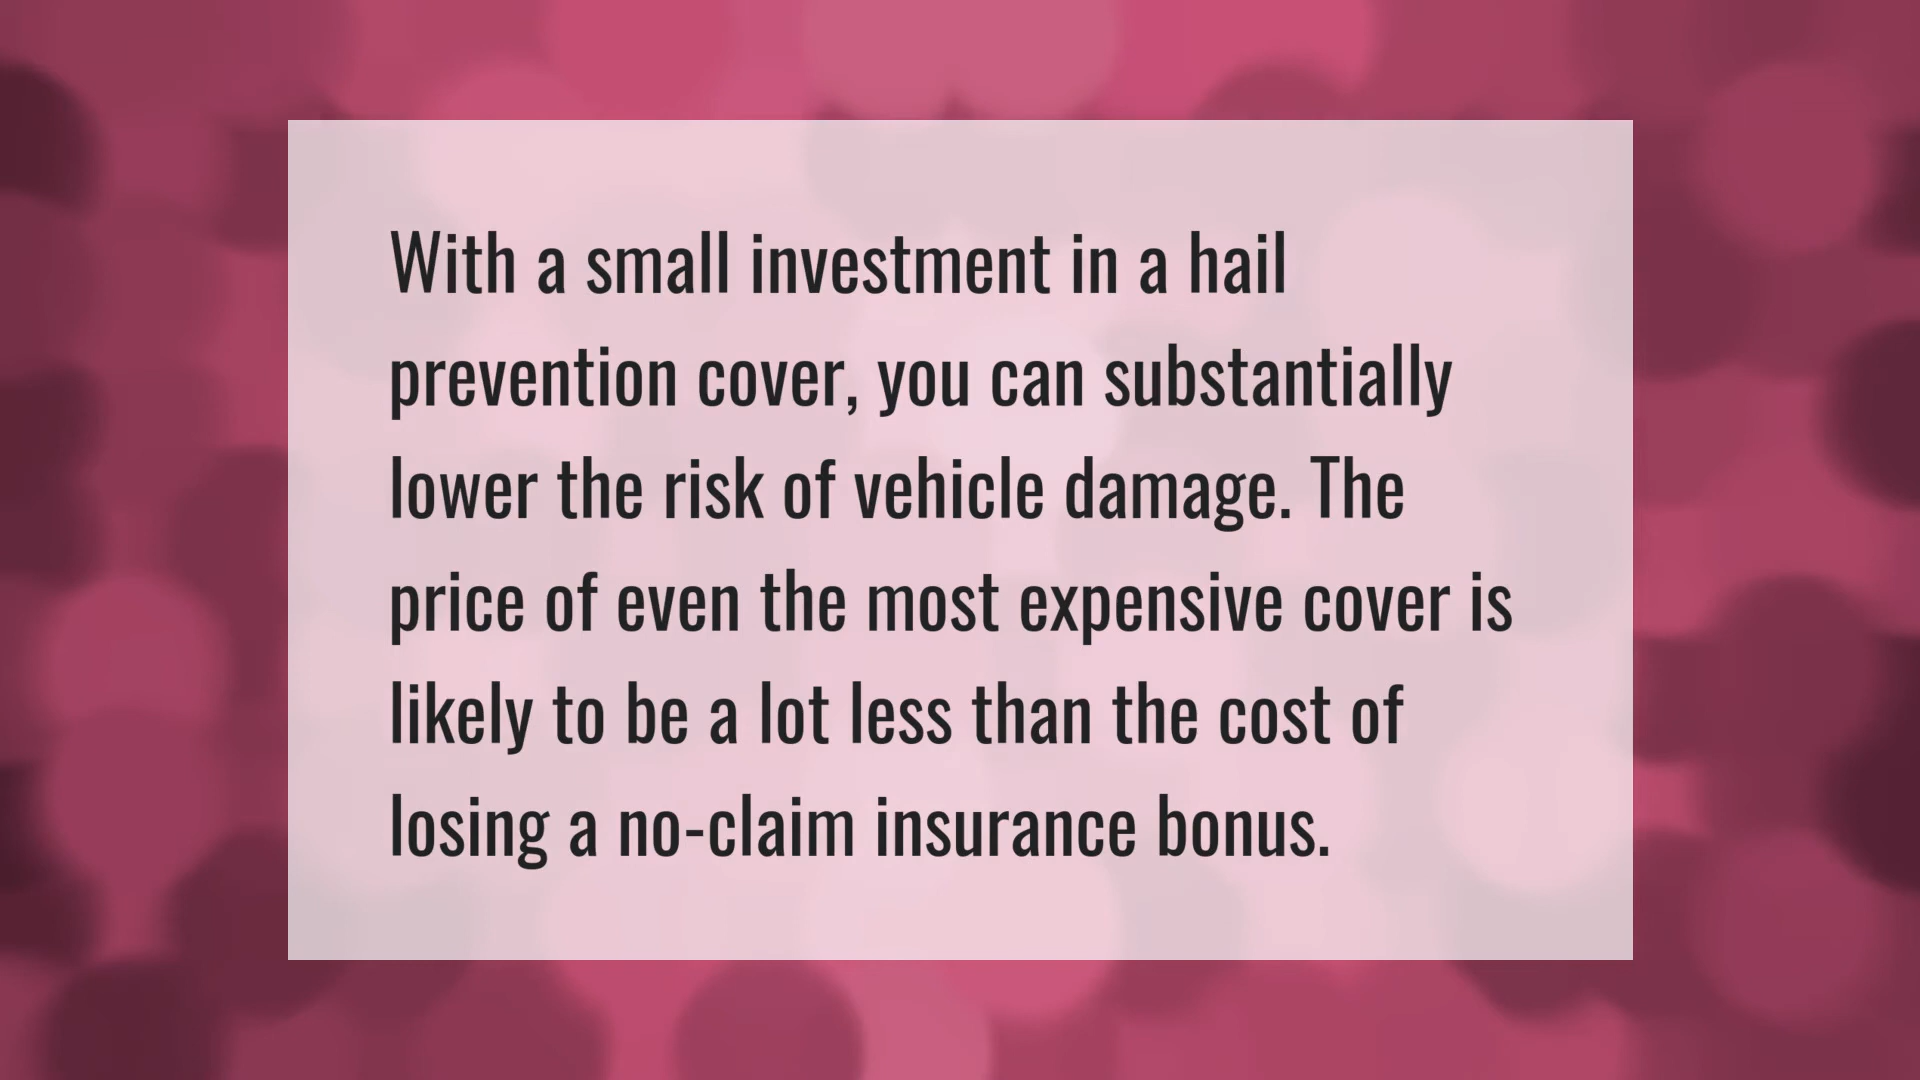 With a small investment in a hail
prevention cover, you can substantially
lower the risk of vehicle damage. The
price of even the most expensive cover is
likely to be a lot less than the cost of
losing a no-claim insurance bonus.